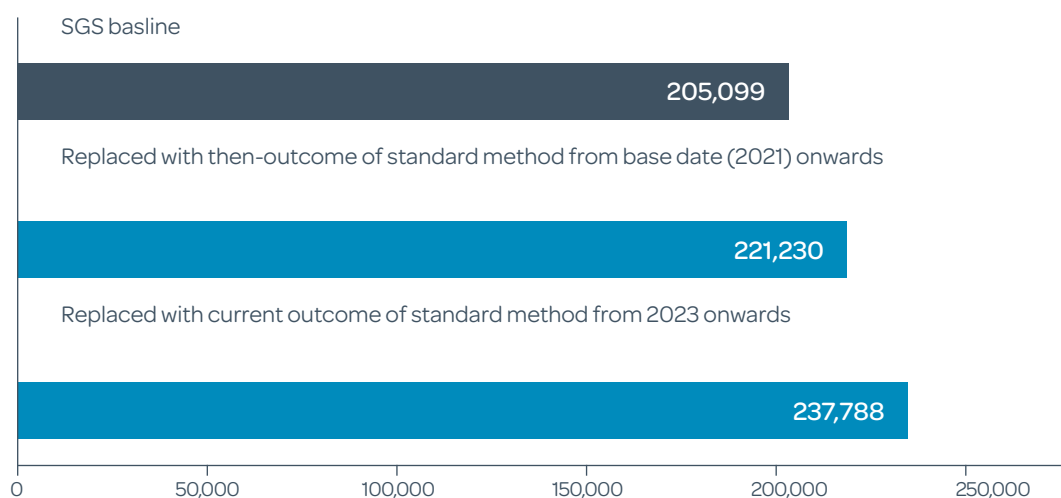 SGS basline
205,099
Replaced with then-outcome of standard method from base date (2021) onwards
221,230
Replaced with current outcome of standard method from 2023 onwards
237,788
0 50,000 100,000 150,000 200,000 250,000